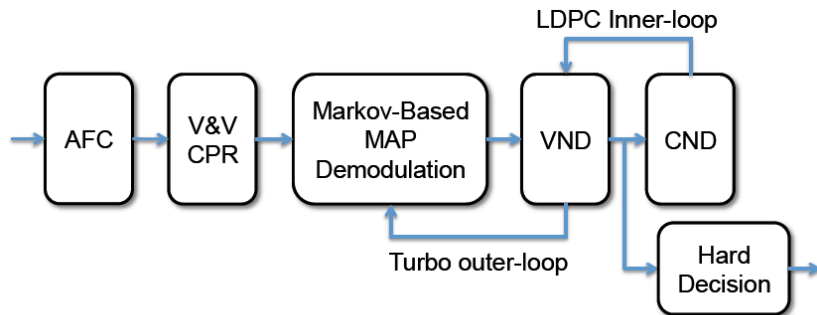 LDPC Inner-loop
AFC
V&V
CPR
Markov-Based
MAP
Demodulation
VND
CND
Turbo outer-loop
Hard
Decision